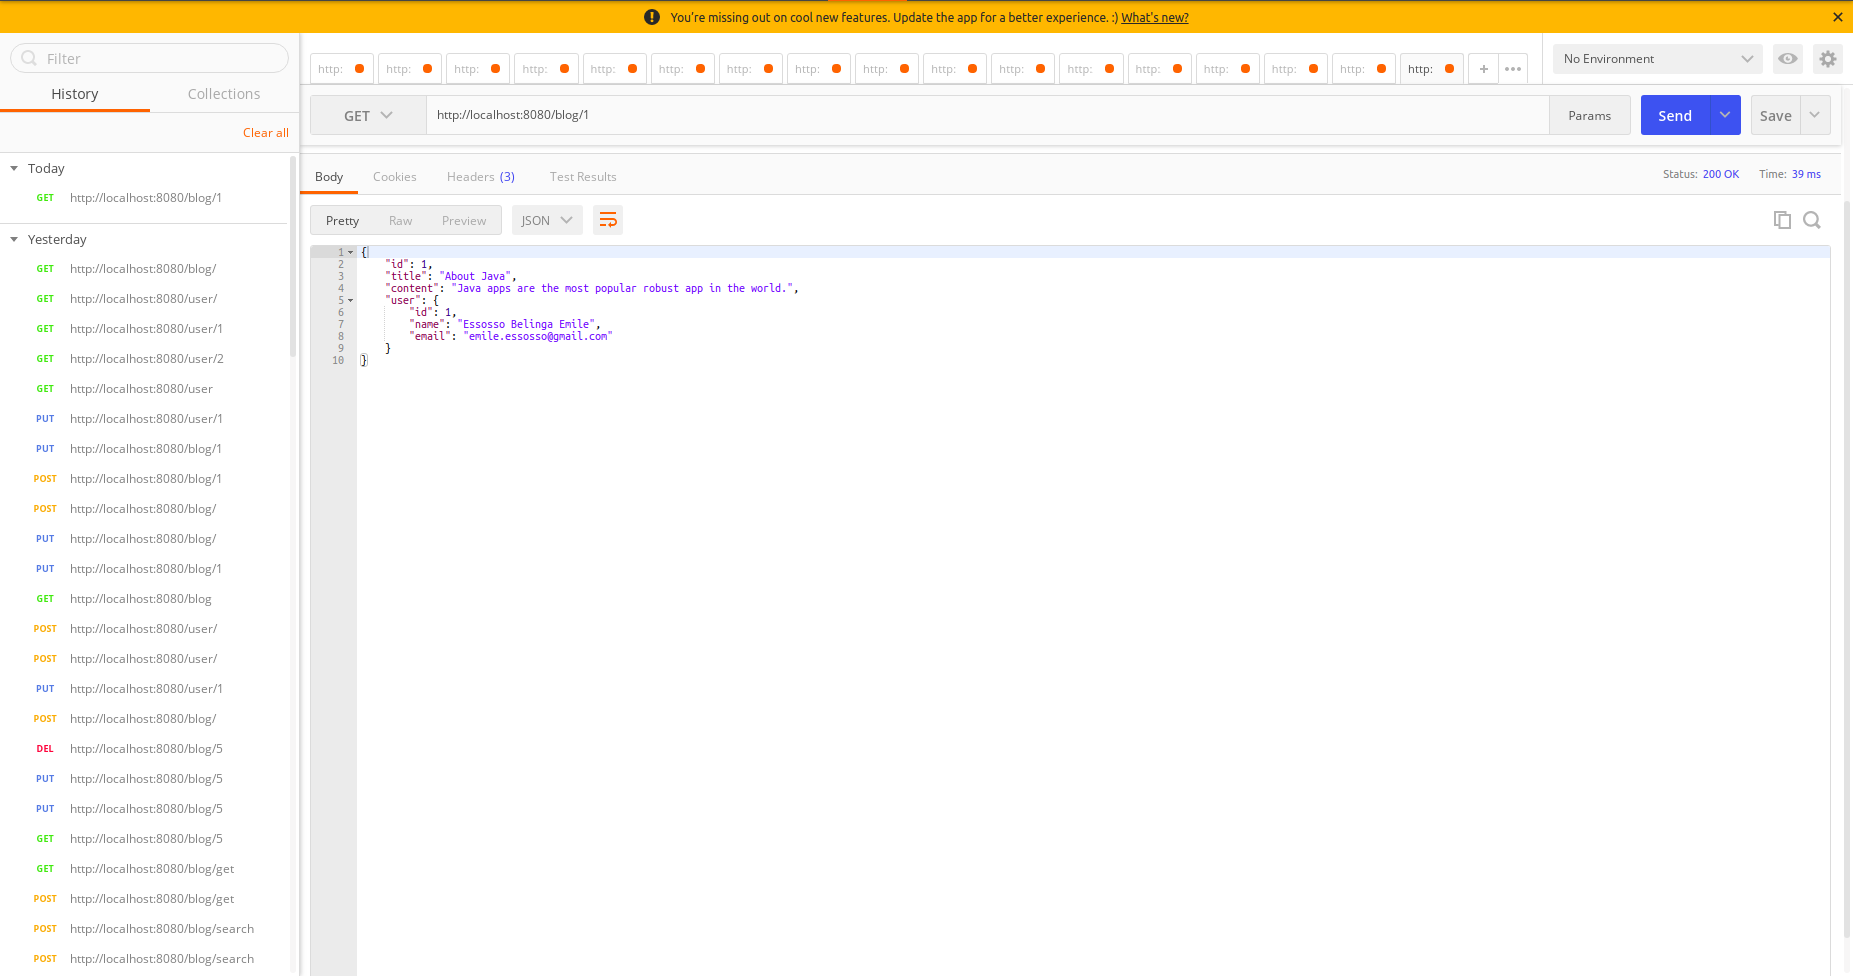 You're missing out on cool new features. Update the app for a better experience. :) What's new?
Filter
History Collections
Clear all
Today
GET http://localhost:8080/blog/1
Yesterday
GET http://localhost:8080/blog/
GET http://localhost:8080/user/
GET http://localhost:8080/user/1
GET http://localhost:8080/user/2
GET http://localhost:8080/user
PUT http://localhost:8080/user/1
PUT http://localhost:8080/blog/1
POST http://localhost:8080/blog/1
POST http://localhost:8080/blog/
PUT http://localhost:8080/blog/
PUT http://localhost:8080/blog/1
GET http://localhost:8080/blog
POST http://localhost:8080/user/
POST http://localhost:8080/user/
PUT http://localhost:8080/user/1
POST http://localhost:8080/blog/
DEL http://localhost:8080/blog/5
PUT http://localhost:8080/blog/5
PUT http://localhost:8080/blog/5
GET http://localhost:8080/blog/5
GET http://localhost:8080/blog/get
POST http://localhost:8080/blog/get
POST http://localhost:8080/blog/search
POST http://localhost:8080/blog/search
http: http: http: http: http: http: http: http: http: http: http: http: http: http: http: http: http: + •••
No Environment
GET http://localhost:8080/blog/1 Params Send Save
Body Cookies Headers (3) Test Results Status: 200 OK Time: 39 ms
Pretty Raw Preview JSON
1 {
2 "id": 1,
3 "title": "About Java",
4 "content": "Java apps are the most popular robust app in the world.",
5 "user": {
6 "id": 1,
7 "name": "Essosso Belinga Emile",
8 "email": "emile.essosso@gmail.com"
9 }
10 }